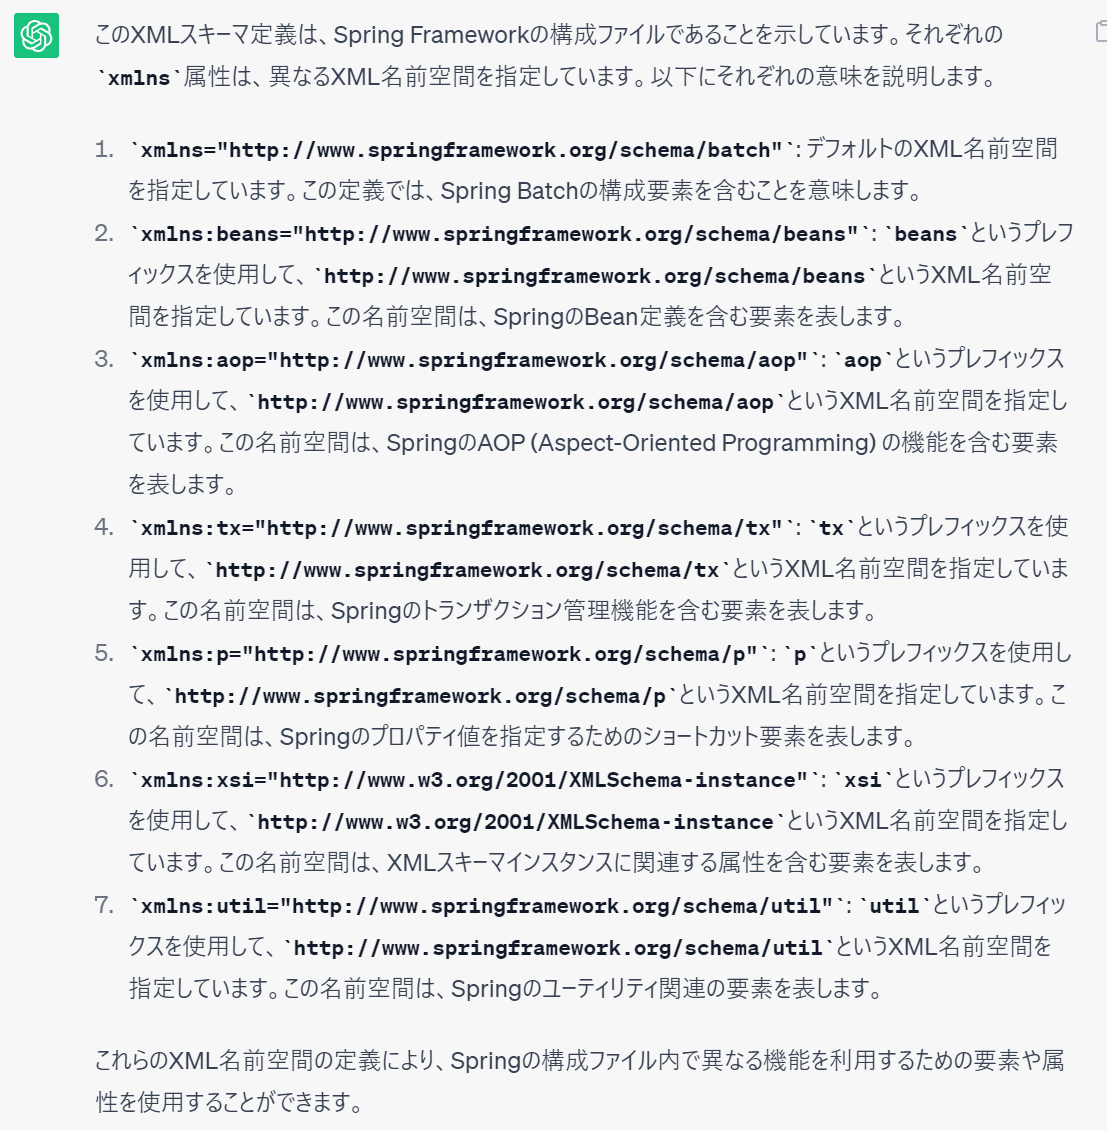 このXMLスキーマ定義は、Spring Frameworkの構成ファイルであることを示しています。それぞれの
`xmlns`属性は、異なるXML名前空間を指定しています。以下にそれぞれの意味を説明します。
1. `xmlns="http://www.springframework.org/schema/batch"`: デフォルトのXML名前空間
を指定しています。この定義では、Spring Batchの構成要素を含むことを意味します。
2. `xmlns:beans="http://www.springframework.org/schema/beans"`: `beans`というプレフ
ィックスを使用して、`http://www.springframework.org/schema/beans`というXML名前空
間を指定しています。この名前空間は、SpringのBean定義を含む要素を表します。
3. `xmlns:aop="http://www.springframework.org/schema/aop"`: `aop`というプレフィックス
を使用して、`http://www.springframework.org/schema/aop`というXML名前空間を指定し
ています。この名前空間は、SpringのAOP (Aspect-Oriented Programming) の機能を含む要素
を表します。
4. `xmlns:tx="http://www.springframework.org/schema/tx"`: `tx`というプレフィックスを使
用して、`http://www.springframework.org/schema/tx`というXML名前空間を指定していま
す。この名前空間は、Springのトランザクション管理機能を含む要素を表します。
5. `xmlns:p="http://www.springframework.org/schema/p"`: `p`というプレフィックスを使用し
て、`http://www.springframework.org/schema/p`というXML名前空間を指定しています。こ
の名前空間は、Springのプロパティ値を指定するためのショートカット要素を表します。
6. `xmlns:xsi="http://www.w3.org/2001/XMLSchema-instance"`: `xsi`というプレフィックス
を使用して、`http://www.w3.org/2001/XMLSchema-instance`というXML名前空間を指定し
ています。この名前空間は、XMLスキーマインスタンスに関連する属性を含む要素を表します。
7. `xmlns:util="http://www.springframework.org/schema/util"`: `util`というプレフィッ
クスを使用して、`http://www.springframework.org/schema/util`というXML名前空間を
指定しています。この名前空間は、Springのユーティリティ関連の要素を表します。
これらのXML名前空間の定義により、Springの構成ファイル内で異なる機能を利用するための要素や属
性を使用することができます。